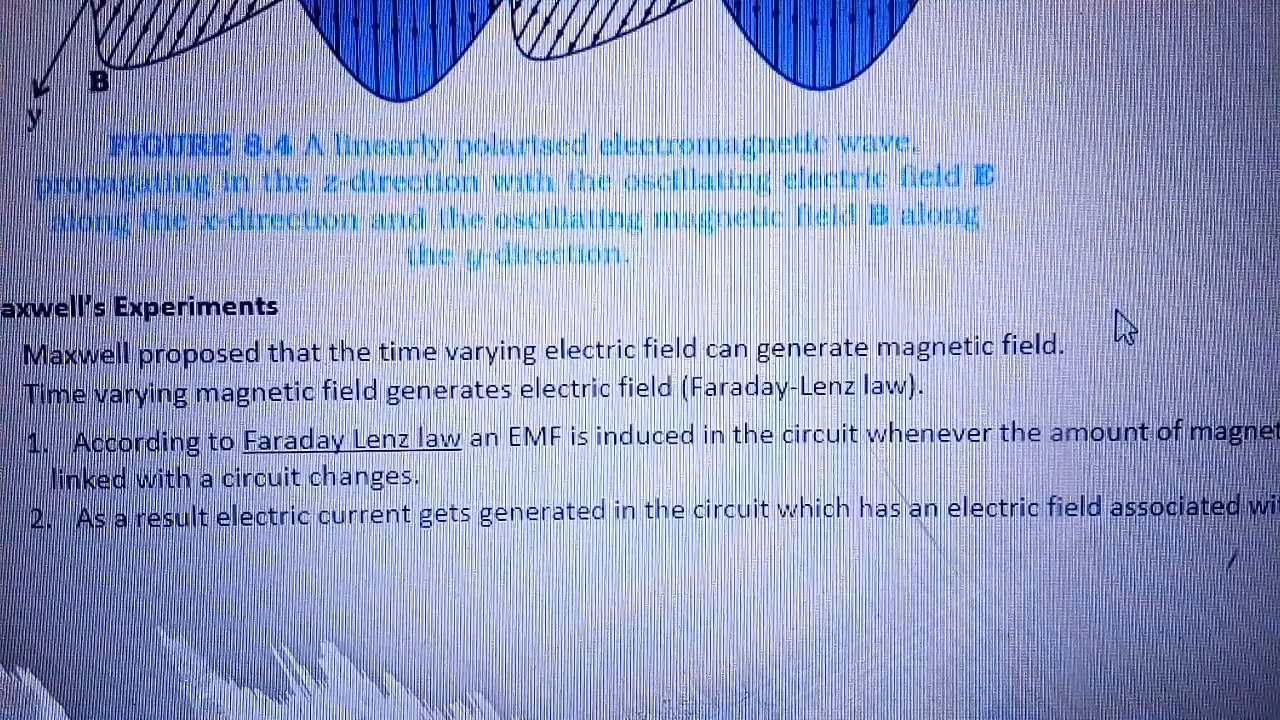 B
y
FIGURE 8.4 A linearly polarised electromagnetic wave,
propagating in the z-direction with the oscillating electric field E
along the x-direction and the oscillating magnetic field B along
the y-direction.
axwell's Experiments
Maxwell proposed that the time varying electric field can generate magnetic field.
Time varying magnetic field generates electric field (Faraday-Lenz law).
1. According to Faraday Lenz law an EMF is induced in the circuit whenever the amount of magnet
linked with a circuit changes.
2. As a result electric current gets generated in the circuit which has an electric field associated wi